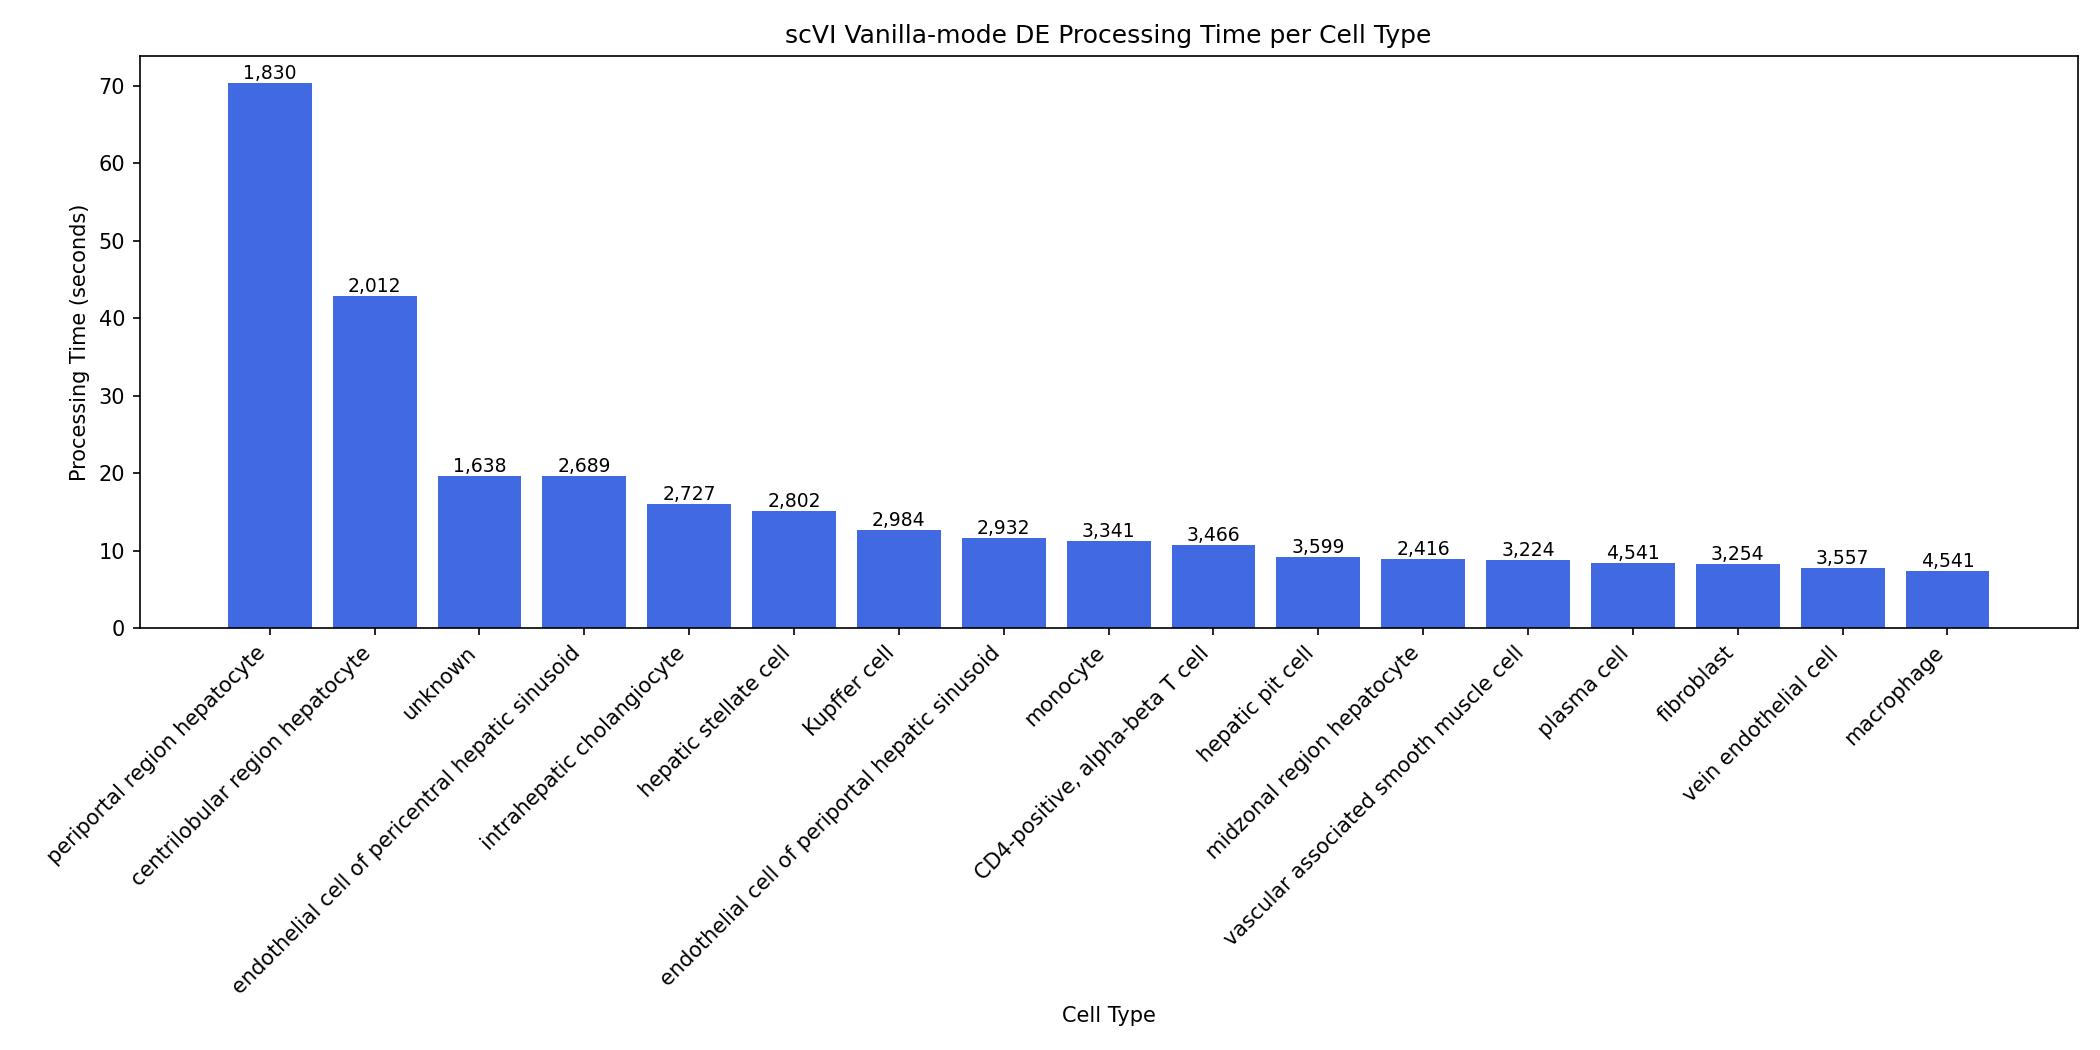 scVI Vanilla-mode DE Processing Time per Cell Type
Processing Time (seconds)
70
60
50
40
30
20
10
0
1,830
2,012
1,638
2,689
2,727
2,802
2,984
2,932
3,341
3,466
3,599
2,416
3,224
4,541
3,254
3,557
4,541
periportal region hepatocyte
centrilobular region hepatocyte
unknown
endothelial cell of pericentral hepatic sinusoid
intrahepatic cholangiocyte
hepatic stellate cell
Kupffer cell
endothelial cell of periportal hepatic sinusoid
monocyte
CD4-positive, alpha-beta T cell
hepatic pit cell
midzonal region hepatocyte
vascular associated smooth muscle cell
plasma cell
fibroblast
vein endothelial cell
macrophage
Cell Type